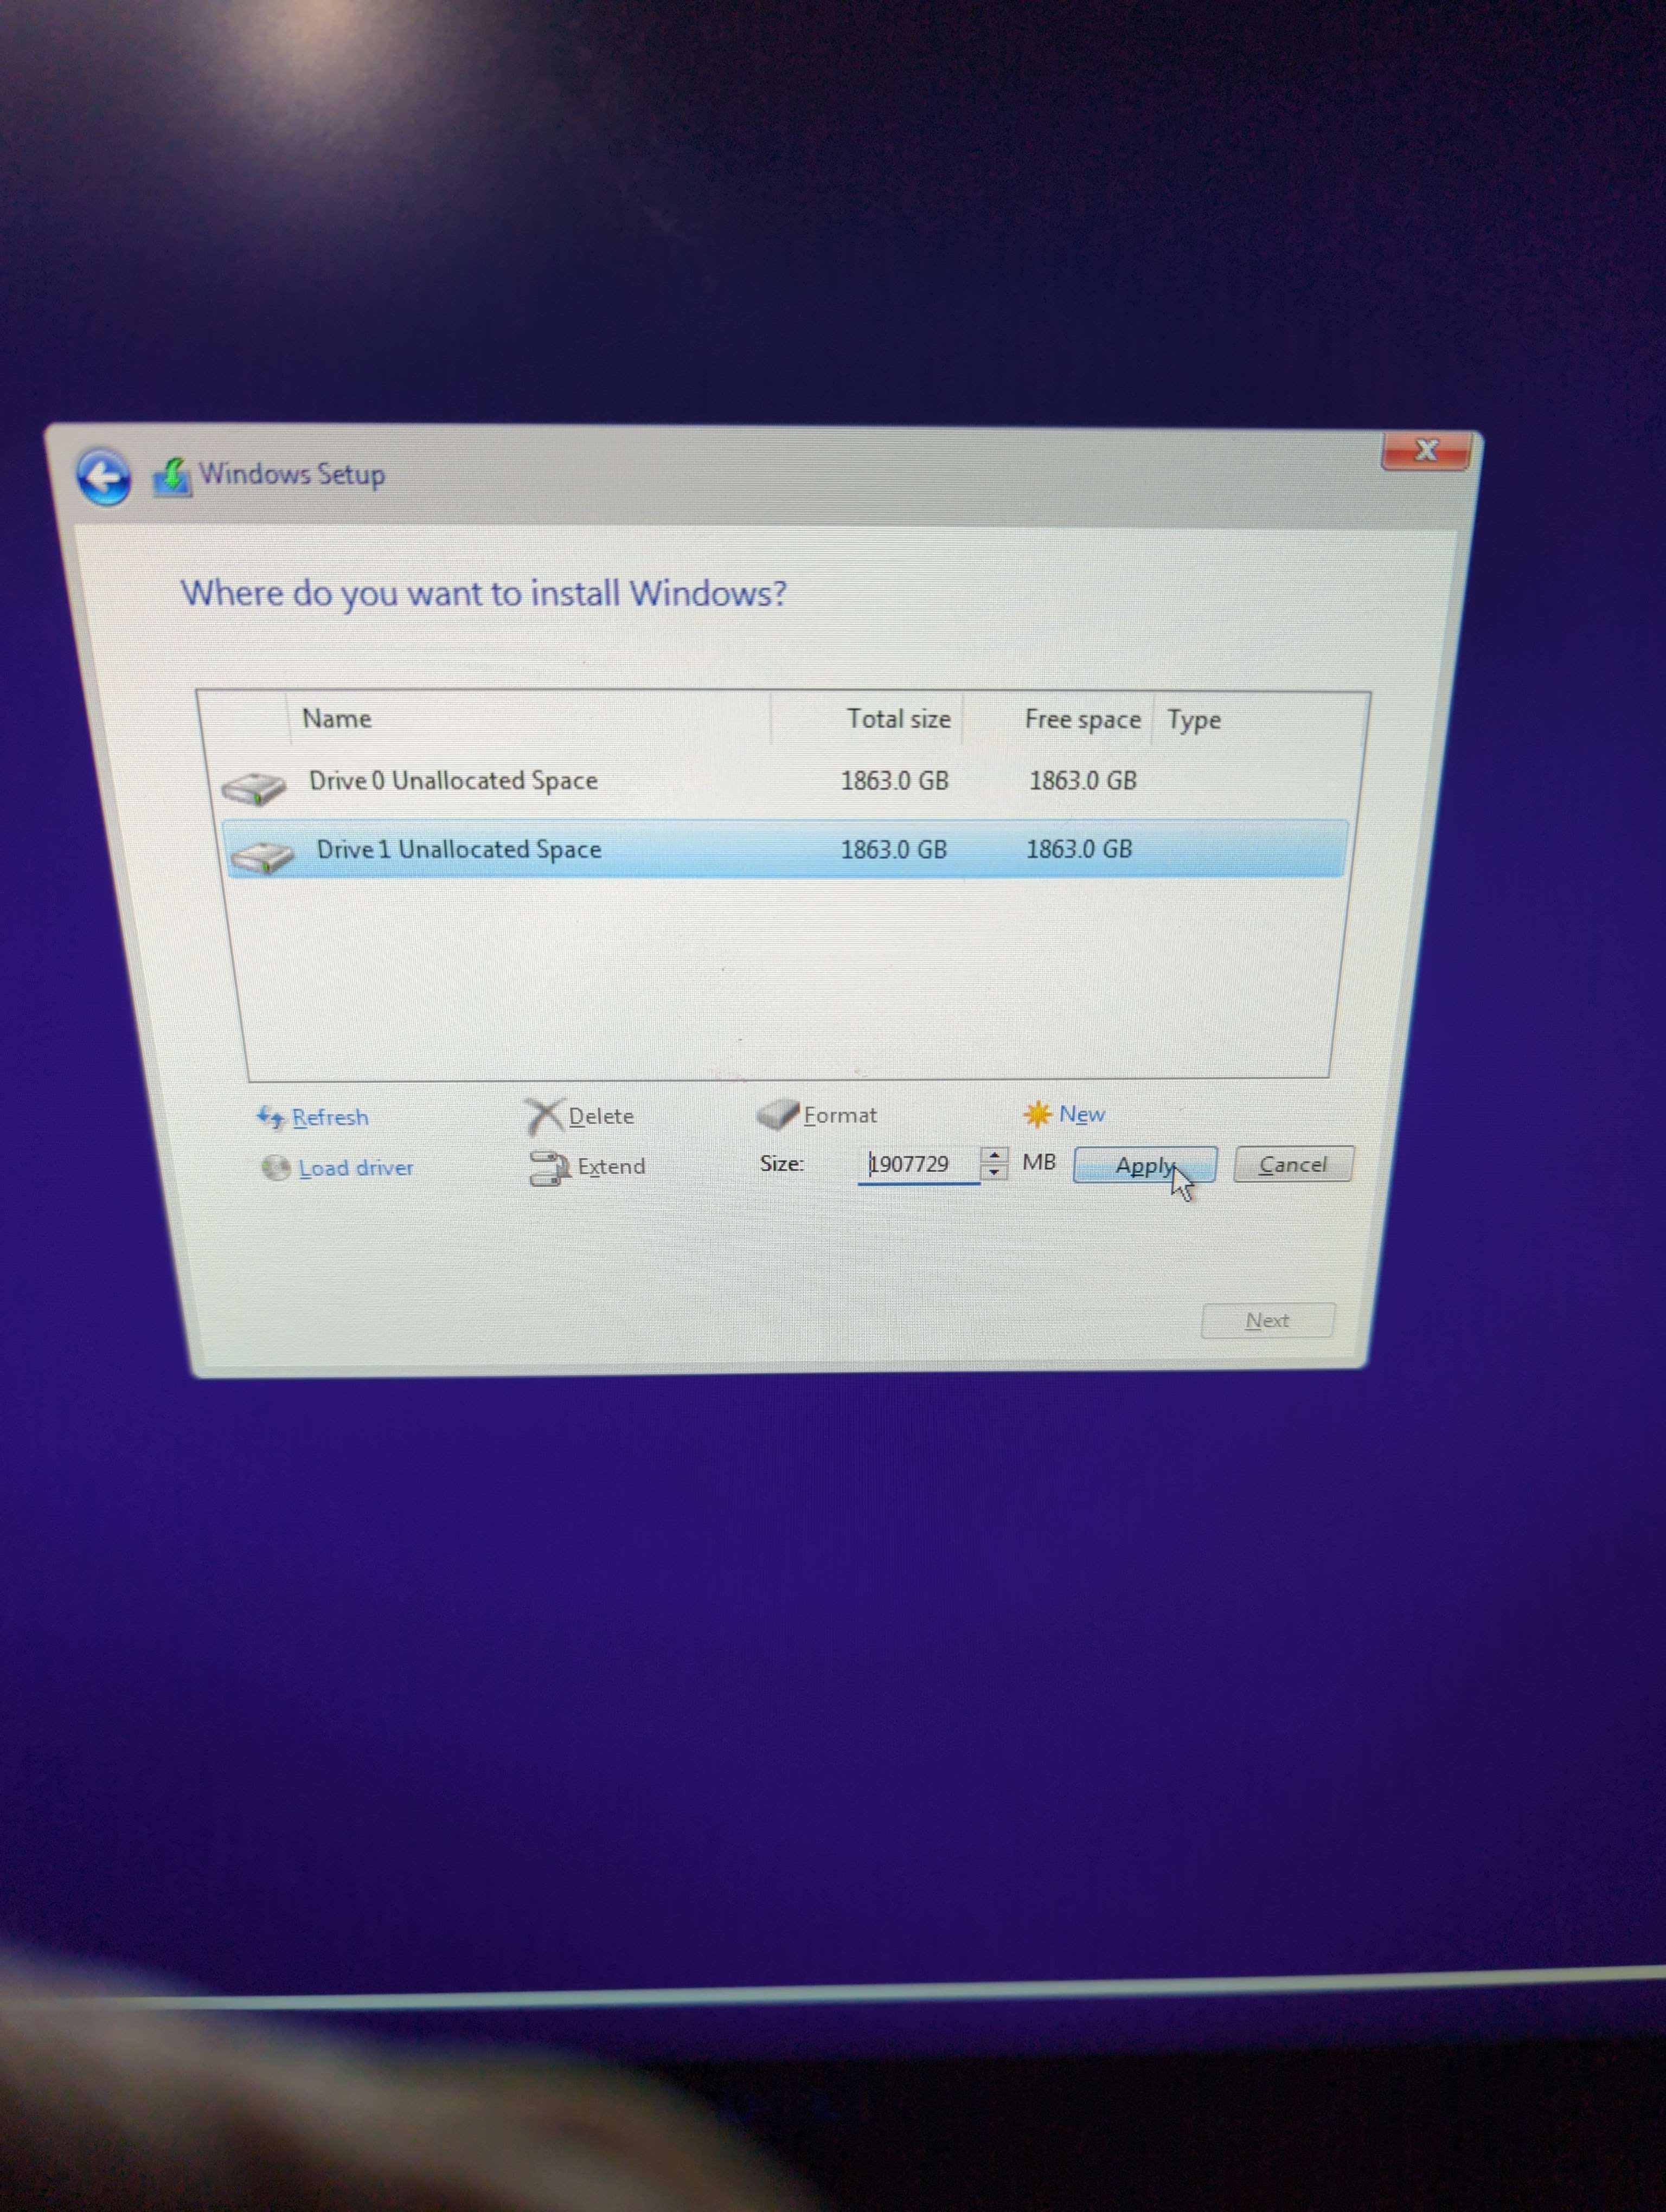 Windows Setup
Where do you want to install Windows?
Name Total size Free space Type
Drive 0 Unallocated Space 1863.0 GB 1863.0 GB
Drive 1 Unallocated Space 1863.0 GB 1863.0 GB
Refresh Delete Format New
Load driver Extend Size: 1907729 MB Apply Cancel
Next